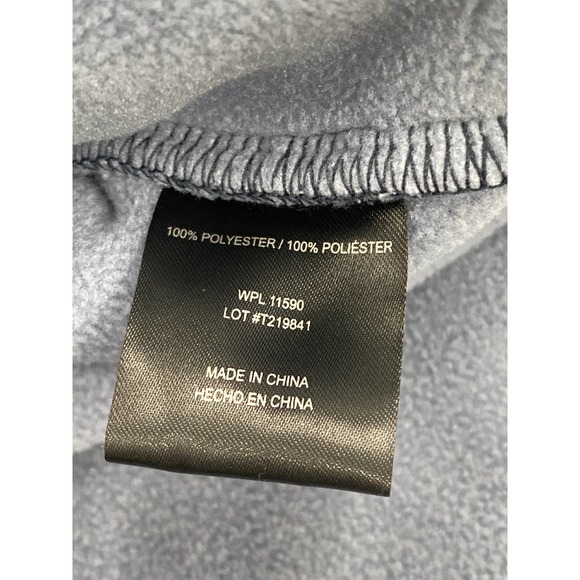 100% POLYESTER / 100% POLIÉSTER
WPL 11590
LOT #T219841
MADE IN CHINA
HECHO EN CHINA